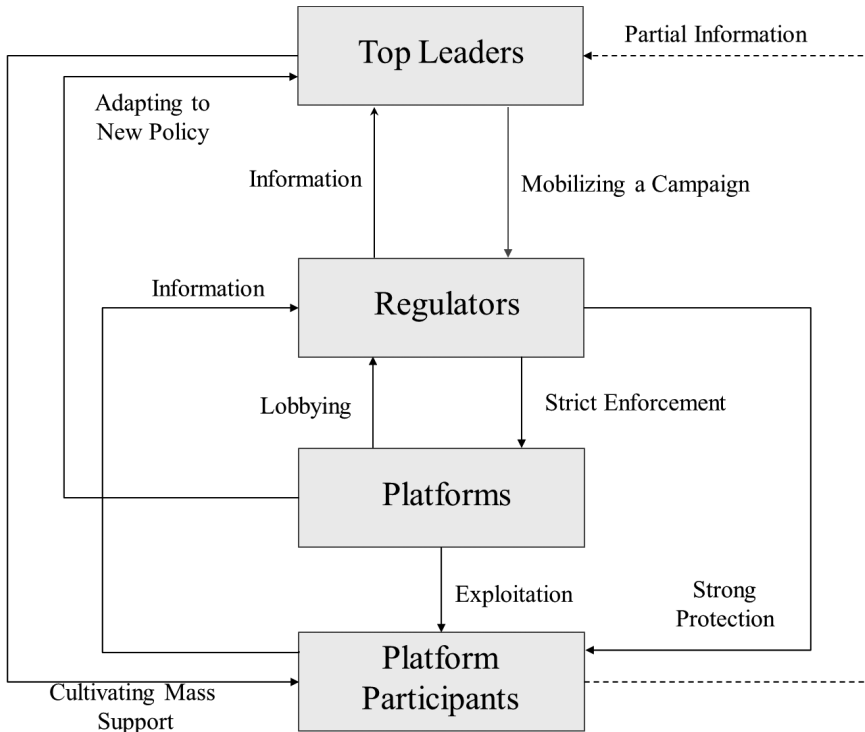 Top Leaders
Partial Information
Adapting to
New Policy
Information
Mobilizing a Campaign
Information
Regulators
Lobbying
Strict Enforcement
Platforms
Exploitation
Strong
Protection
Platform
Participants
Cultivating Mass
Support